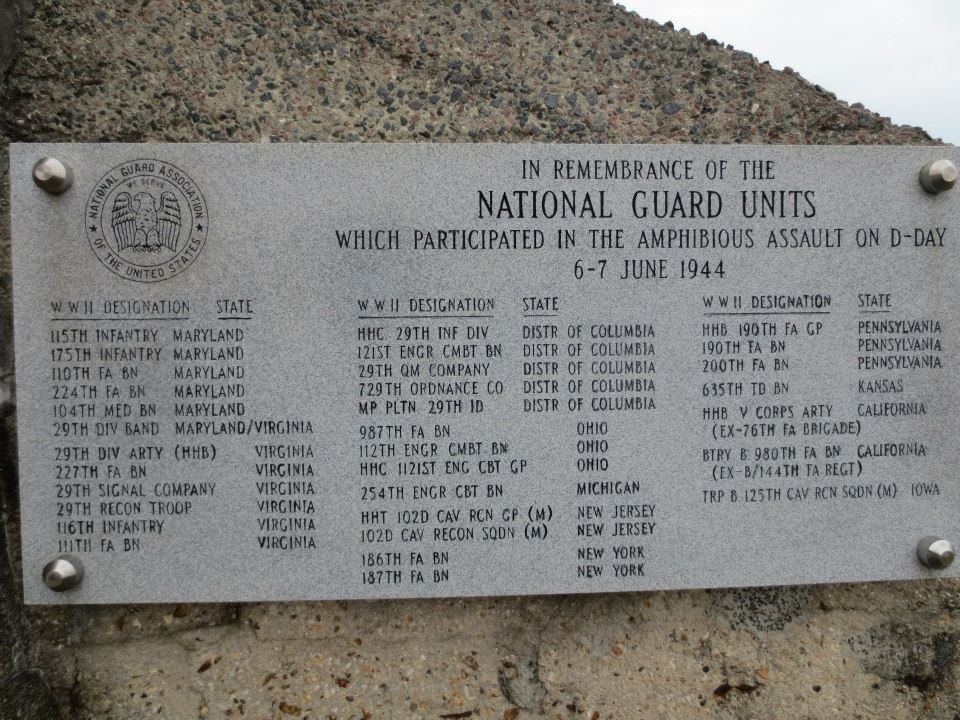 NATIONAL GUARD ASSOCIATION
WE SERVE
OF THE UNITED STATES
IN REMEMBRANCE OF THE
NATIONAL GUARD UNITS
WHICH PARTICIPATED IN THE AMPHIBIOUS ASSAULT ON D-DAY
6-7 JUNE 1944
W W II DESIGNATION STATE
115TH INFANTRY MARYLAND
175TH INFANTRY MARYLAND
110TH FA BN MARYLAND
224TH FA BN MARYLAND
104TH MED BN MARYLAND
29TH DIV BAND MARYLAND/VIRGINIA
29TH DIV ARTY (HHB) VIRGINIA
227TH FA BN VIRGINIA
29TH SIGNAL COMPANY VIRGINIA
29TH RECON TROOP VIRGINIA
116TH INFANTRY VIRGINIA
111TH FA BN VIRGINIA
W W II DESIGNATION STATE
HHC 29TH INF DIV DISTR OF COLUMBIA
121ST ENGR CMBT BN DISTR OF COLUMBIA
29TH QM COMPANY DISTR OF COLUMBIA
729TH ORDNANCE CO DISTR OF COLUMBIA
MP PLTN 29TH ID DISTR OF COLUMBIA
987TH FA BN OHIO
112TH ENGR CMBT BN OHIO
HHC 1121ST ENG CBT GP OHIO
254TH ENGR CBT BN MICHIGAN
HHT 102D CAV RCN GP (M) NEW JERSEY
102D CAV RECON SQDN (M) NEW JERSEY
186TH FA BN NEW YORK
187TH FA BN NEW YORK
W W II DESIGNATION STATE
HHB 190TH FA GP PENNSYLVANIA
190TH FA BN PENNSYLVANIA
200TH FA BN PENNSYLVANIA
635TH TD BN KANSAS
HHB V CORPS ARTY CALIFORNIA
(EX-76TH FA BRIGADE)
BTRY B 980TH FA BN CALIFORNIA
(EX-B/144TH FA REGT)
TRP B 125TH CAV RCN SQDN (M) IOWA